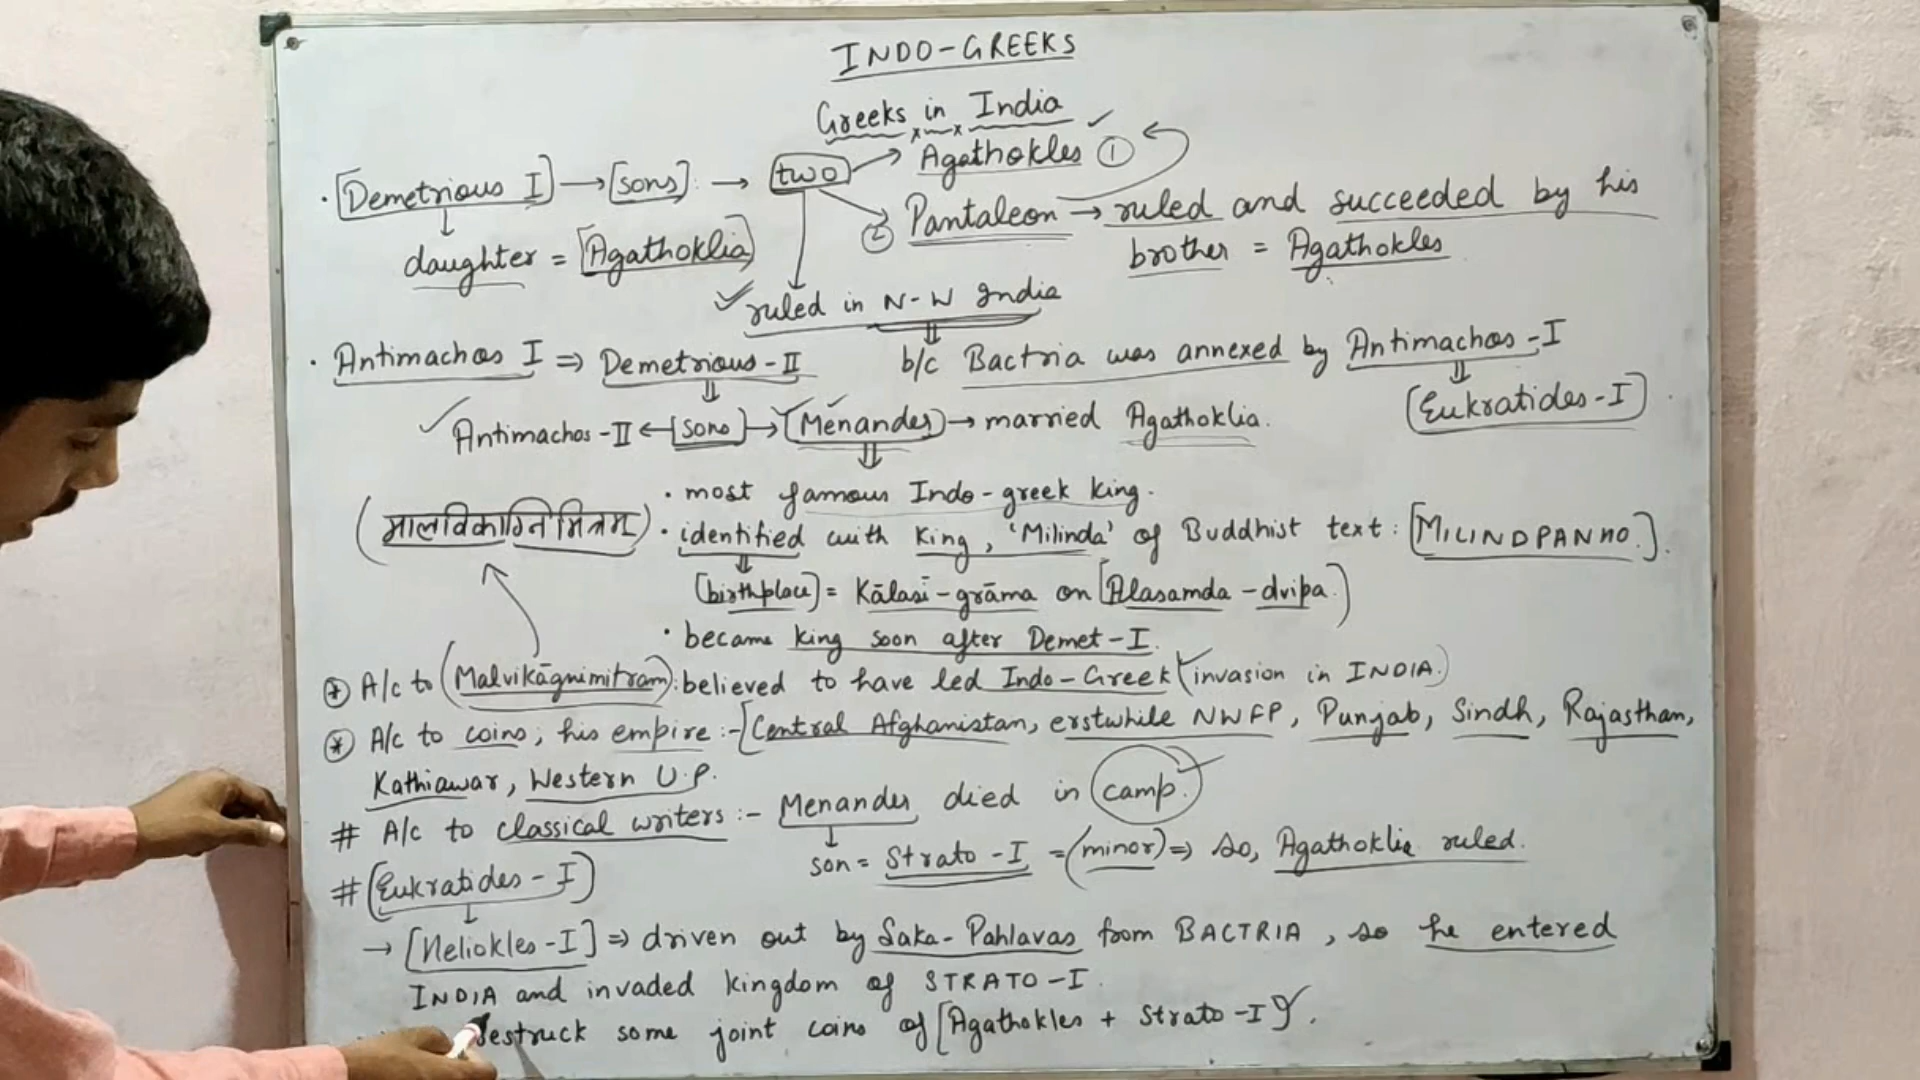 INDO-GREEKS
Greeks in India
· [Demetrious I] → [sons]: → two → Agathokles ①
② Pantaleon → ruled and succeeded by his
brother = Agathokles
daughter = [Agathoklia]
✓ ruled in N-W India
· Antimachos I ⇒ Demetrious-II b/c Bactria was annexed by Antimachos-I
[Eukratides-I]
✓ Antimachos-II ← [sons] → [Menander] → married Agathoklia.
· most famous Indo-greek king.
(मालविकाग्निमित्रम) · identified with King, 'Milinda' of Buddhist text: [MILINDPANHO.].
[birthplace] = Kālasī-grāma on [Alasamda-dvipa.)
· became king soon after Demet-I.
* A/c to (Malvikāgnimitram): believed to have led Indo-Greek (invasion in INDIA.)
* A/c to coins, his empire :- [Central Afghanistan, erstwhile NWFP, Punjab, Sindh, Rajasthan,
Kathiawar, Western U.P.
# A/c to classical writers :- Menander died in camp.
son = Strato-I = (minor) ⇒ so, Agathoklia ruled.
# [Eukratides-I]
→ [Heliokles-I] ⇒ driven out by Saka-Pahlavas from BACTRIA, so he entered
INDIA and invaded kingdom of STRATO-I.
restruck some joint coins of [Agathokles + Strato-I].